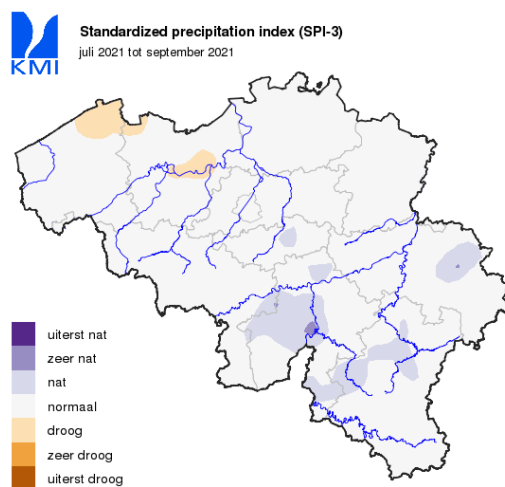 KMI
Standardized precipitation index (SPI-3)
juli 2021 tot september 2021
uiterst nat
zeer nat
nat
normaal
droog
zeer droog
uiterst droog